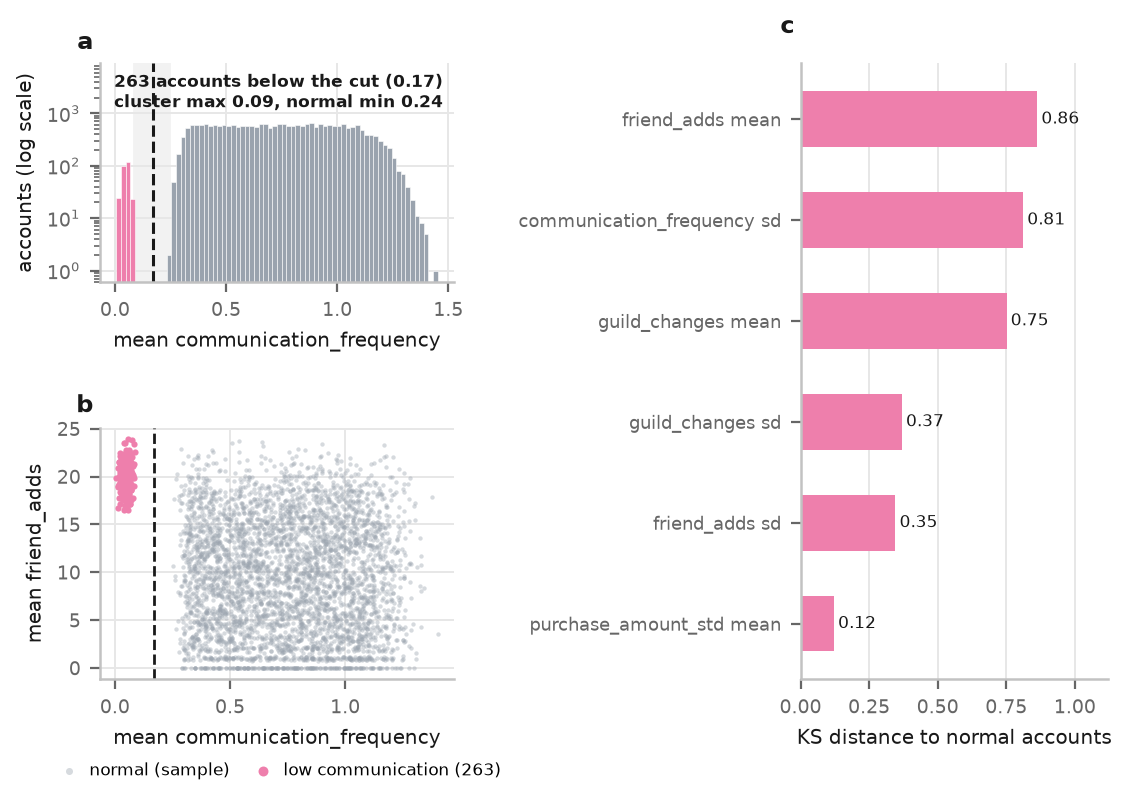 a
263 accounts below the cut (0.17)
cluster max 0.09, normal min 0.24
accounts (log scale)
10³
10²
10¹
10⁰
0.0 0.5 1.0 1.5
mean communication_frequency
b
mean friend_adds
25
20
15
10
5
0
0.0 0.5 1.0
mean communication_frequency
normal (sample) low communication (263)
c
friend_adds mean 0.86
communication_frequency sd 0.81
guild_changes mean 0.75
guild_changes sd 0.37
friend_adds sd 0.35
purchase_amount_std mean 0.12
0.00 0.25 0.50 0.75 1.00
KS distance to normal accounts